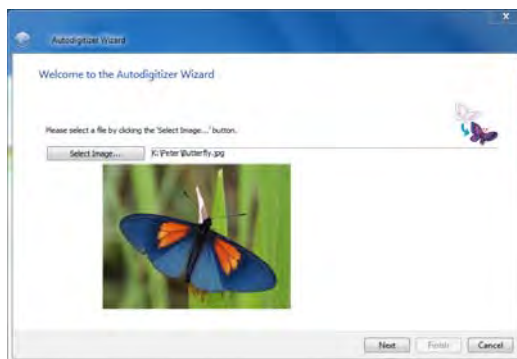 x
Autodigitizer Wizard
Welcome to the Autodigitizer Wizard
Please select a file by clicking the 'Select Image...' button.
Select Image... K:\Peter\Butterfly.jpg
Next Finish Cancel